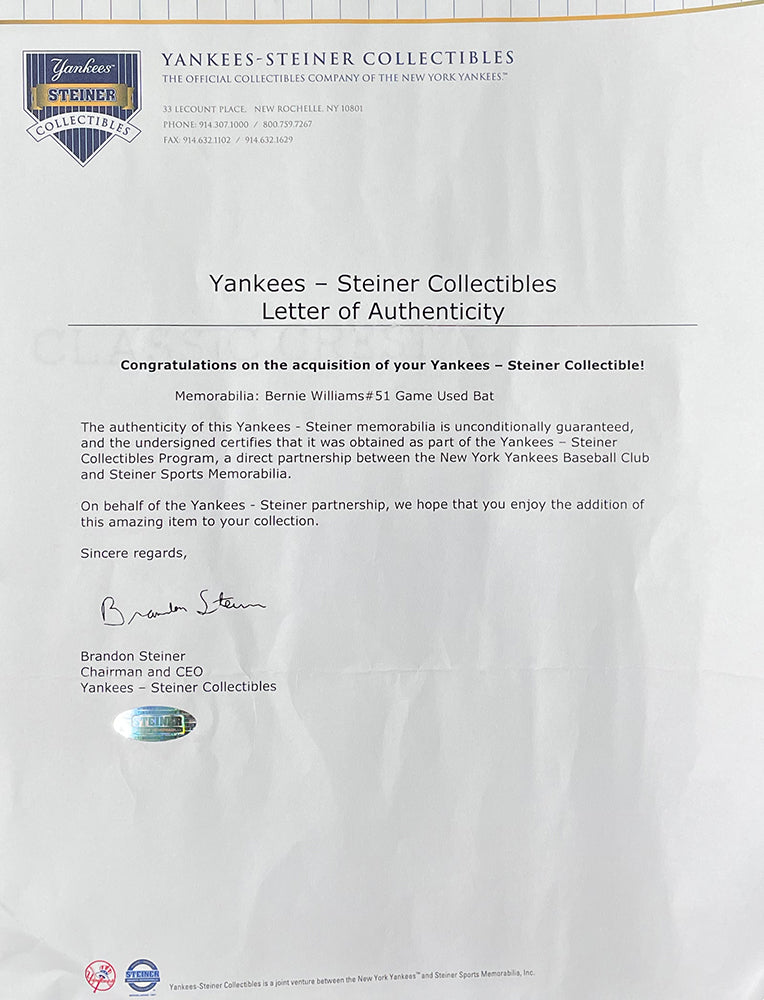 Yankees
STEINER
COLLECTIBLES
YANKEES-STEINER COLLECTIBLES
THE OFFICIAL COLLECTIBLES COMPANY OF THE NEW YORK YANKEES.™
33 LECOUNT PLACE, NEW ROCHELLE, NY 10801
PHONE: 914.307.1000 / 800.759.7267
FAX: 914.632.1102 / 914.632.1629
Yankees – Steiner Collectibles
Letter of Authenticity
CLASSIC CREST
Congratulations on the acquisition of your Yankees – Steiner Collectible!
Memorabilia: Bernie Williams#51 Game Used Bat
The authenticity of this Yankees - Steiner memorabilia is unconditionally guaranteed,
and the undersigned certifies that it was obtained as part of the Yankees – Steiner
Collectibles Program, a direct partnership between the New York Yankees Baseball Club
and Steiner Sports Memorabilia.
On behalf of the Yankees - Steiner partnership, we hope that you enjoy the addition of
this amazing item to your collection.
Sincere regards,
Brandon Steiner
Brandon Steiner
Chairman and CEO
Yankees – Steiner Collectibles
STEINER
STEINER
Yankees-Steiner Collectibles is a joint venture between the New York Yankees™ and Steiner Sports Memorabilia, Inc.